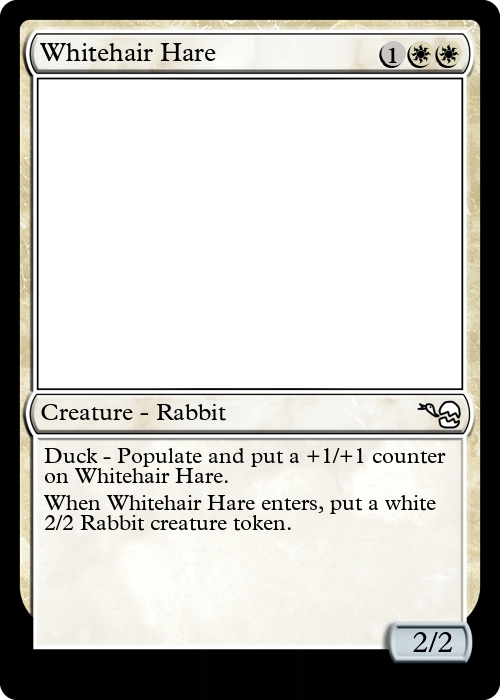 Whitehair Hare 1
Creature - Rabbit
Duck - Populate and put a +1/+1 counter
on Whitehair Hare.
When Whitehair Hare enters, put a white
2/2 Rabbit creature token.
2/2